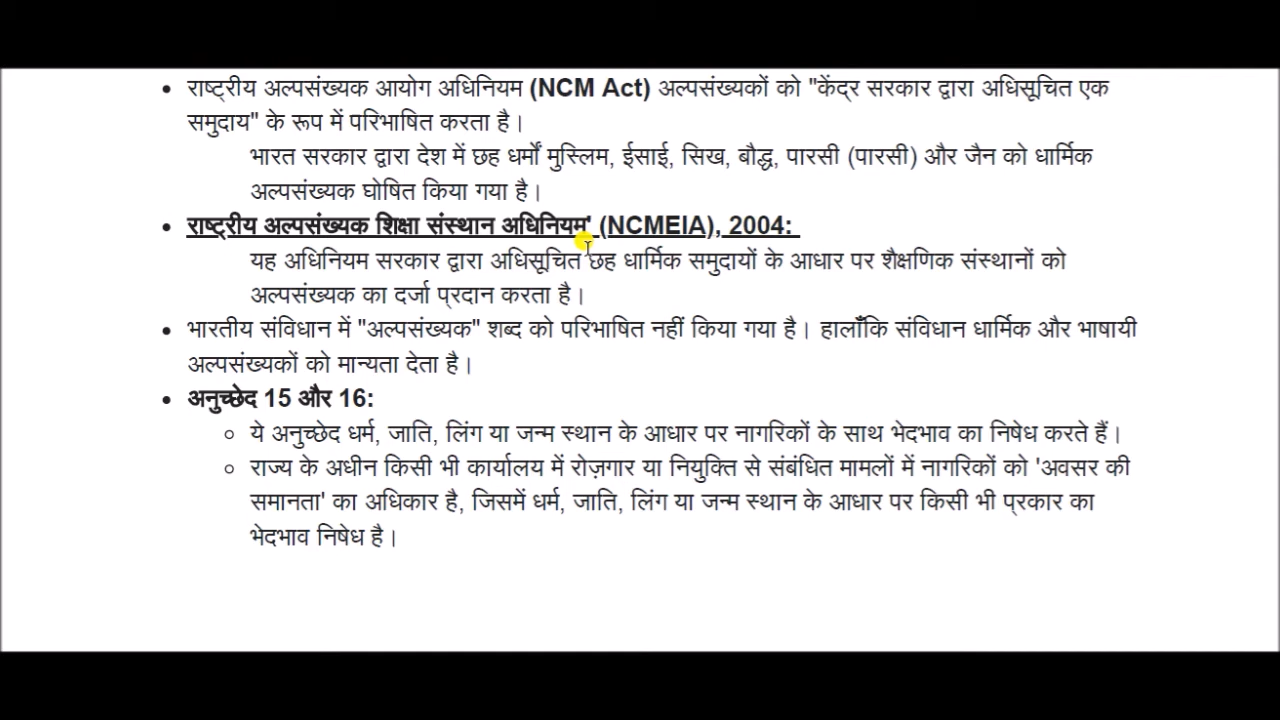 राष्ट्रीय अल्पसंख्यक आयोग अधिनियम (NCM Act) अल्पसंख्यकों को "केंद्र सरकार द्वारा अधिसूचित एक
समुदाय" के रूप में परिभाषित करता है।
भारत सरकार द्वारा देश में छह धर्मों मुस्लिम, ईसाई, सिख, बौद्ध, पारसी (पारसी) और जैन को धार्मिक
अल्पसंख्यक घोषित किया गया है।
राष्ट्रीय अल्पसंख्यक शिक्षा संस्थान अधिनियम' (NCMEIA), 2004:
यह अधिनियम सरकार द्वारा अधिसूचित छह धार्मिक समुदायों के आधार पर शैक्षणिक संस्थानों को
अल्पसंख्यक का दर्जा प्रदान करता है।
भारतीय संविधान में "अल्पसंख्यक" शब्द को परिभाषित नहीं किया गया है। हालाँकि संविधान धार्मिक और भाषायी
अल्पसंख्यकों को मान्यता देता है।
अनुच्छेद 15 और 16:
ये अनुच्छेद धर्म, जाति, लिंग या जन्म स्थान के आधार पर नागरिकों के साथ भेदभाव का निषेध करते हैं।
राज्य के अधीन किसी भी कार्यालय में रोज़गार या नियुक्ति से संबंधित मामलों में नागरिकों को 'अवसर की
समानता' का अधिकार है, जिसमें धर्म, जाति, लिंग या जन्म स्थान के आधार पर किसी भी प्रकार का
भेदभाव निषेध है।